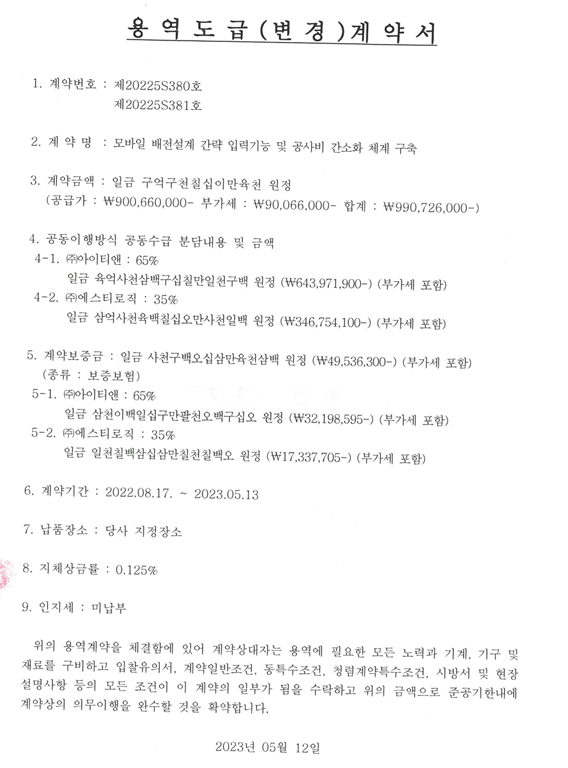 용 역 도 급 ( 변 경 ) 계 약 서
1. 계약번호 : 제20225S380호
제20225S381호
2. 계 약 명 : 모바일 배전설계 간략 입력기능 및 공사비 간소화 체계 구축
3. 계약금액 : 일금 구억구천칠십이만육천 원정
(공급가 : ₩900,660,000- 부가세 : ₩90,066,000- 합계 : ₩990,726,000-)
4. 공동이행방식 공동수급 분담내용 및 금액
4-1. ㈜아이티앤 : 65%
일금 육억사천삼백구십칠만일천구백 원정 (₩643,971,900-) (부가세 포함)
4-2. ㈜에스티로직 : 35%
일금 삼억사천육백칠십오만사천일백 원정 (₩346,754,100-) (부가세 포함)
5. 계약보증금 : 일금 사천구백오십삼만육천삼백 원정 (₩49,536,300-) (부가세 포함)
(종류 : 보증보험)
5-1. ㈜아이티앤 : 65%
일금 삼천이백일십구만팔천오백구십오 원정 (₩32,198,595-) (부가세 포함)
5-2. ㈜에스티로직 : 35%
일금 일천칠백삼십삼만칠천칠백오 원정 (₩17,337,705-) (부가세 포함)
6. 계약기간 : 2022.08.17. ~ 2023.05.13
7. 납품장소 : 당사 지정장소
8. 지체상금률 : 0.125%
9. 인지세 : 미납부
위의 용역계약을 체결함에 있어 계약상대자는 용역에 필요한 모든 노력과 기계, 기구 및
재료를 구비하고 입찰유의서, 계약일반조건, 동특수조건, 청렴계약특수조건, 시방서 및 현장
설명사항 등의 모든 조건이 이 계약의 일부가 됨을 수락하고 위의 금액으로 준공기한내에
계약상의 의무이행을 완수할 것을 확약합니다.
2023년 05월 12일